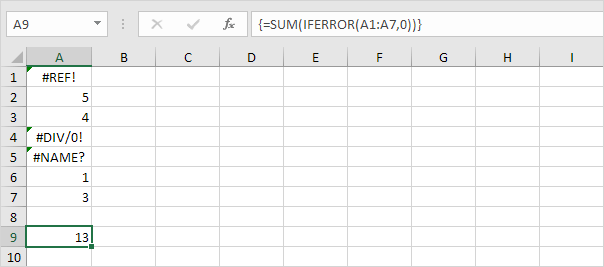 A9 fx {=SUM(IFERROR(A1:A7,0))}
A B C D E F G H I
1 #REF!
2 5
3 4
4 #DIV/0!
5 #NAME?
6 1
7 3
8
9 13
10